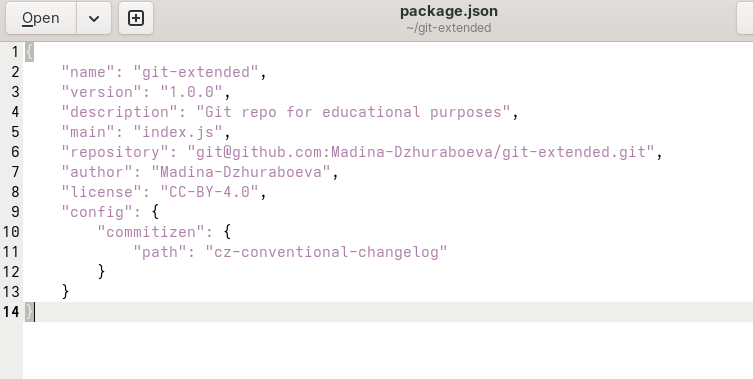 Open
package.json
~/git-extended
1 {
2     "name": "git-extended",
3     "version": "1.0.0",
4     "description": "Git repo for educational purposes",
5     "main": "index.js",
6     "repository": "git@github.com:Madina-Dzhuraboeva/git-extended.git",
7     "author": "Madina-Dzhuraboeva",
8     "license": "CC-BY-4.0",
9     "config": {
10         "commitizen": {
11             "path": "cz-conventional-changelog"
12         }
13     }
14 }